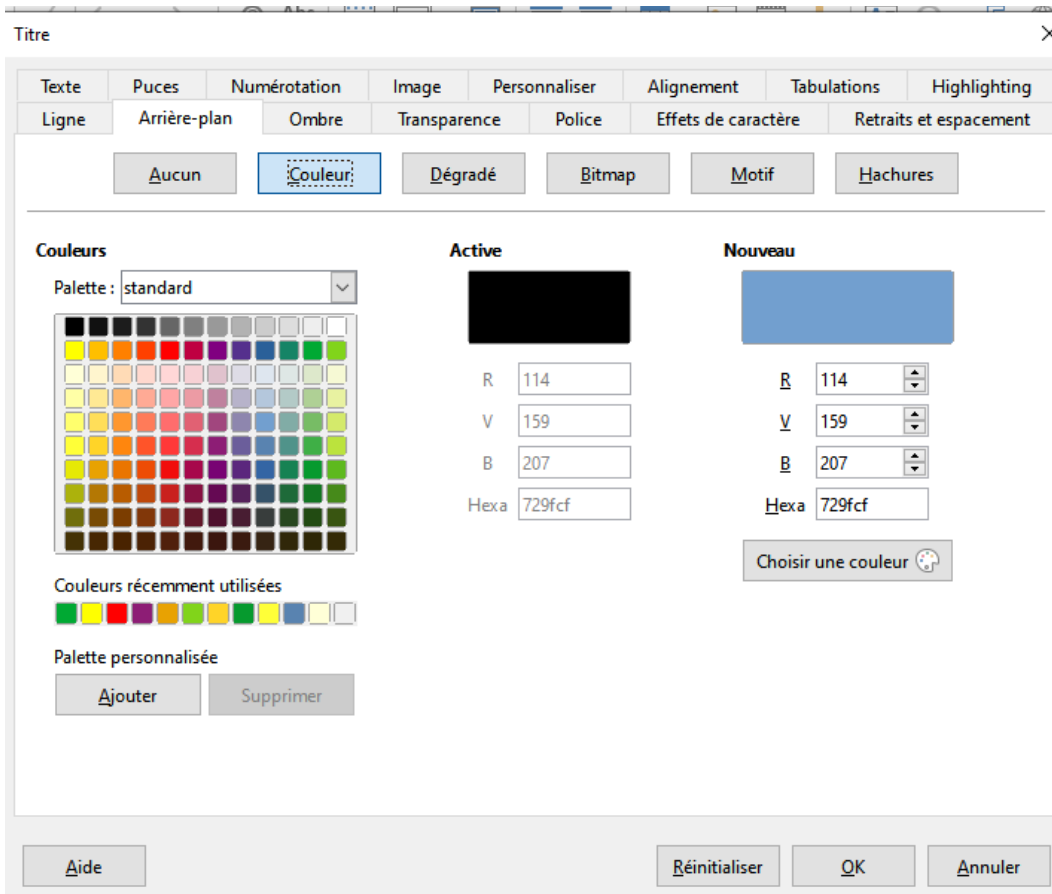 Titre
Texte Puces Numérotation Image Personnaliser Alignement Tabulations Highlighting
Ligne Arrière-plan Ombre Transparence Police Effets de caractère Retraits et espacement
Aucun Couleur Dégradé Bitmap Motif Hachures
Couleurs Active Nouveau
Palette : standard
R 114 R 114
V 159 V 159
B 207 B 207
Hexa 729fcf Hexa 729fcf
Choisir une couleur
Couleurs récemment utilisées
Palette personnalisée
Ajouter Supprimer
Aide Réinitialiser OK Annuler